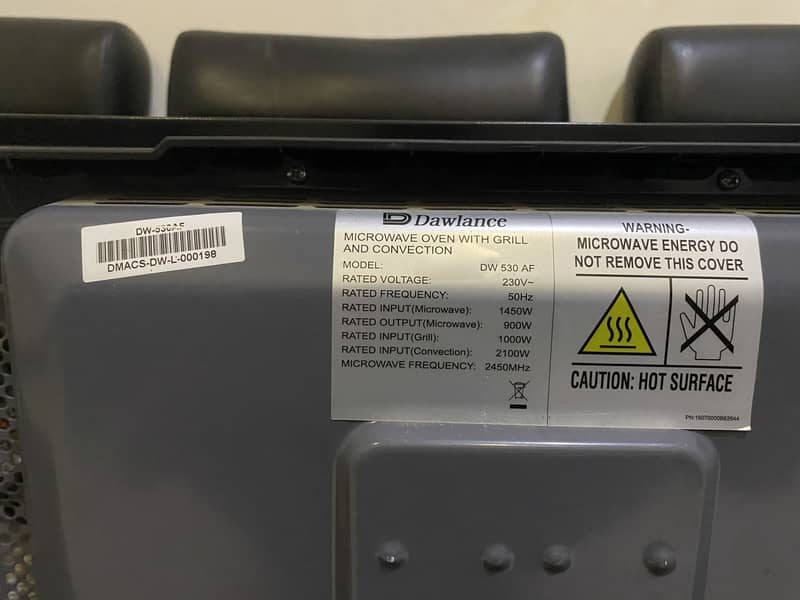 DW-530AF
DMACS-DW-L-000198
Dawlance
MICROWAVE OVEN WITH GRILL
AND CONVECTION
MODEL: DW 530 AF
RATED VOLTAGE: 230V~
RATED FREQUENCY: 50Hz
RATED INPUT(Microwave): 1450W
RATED OUTPUT(Microwave): 900W
RATED INPUT(Grill): 1000W
RATED INPUT(Convection): 2100W
MICROWAVE FREQUENCY: 2450MHz
WARNING-
MICROWAVE ENERGY DO
NOT REMOVE THIS COVER
CAUTION: HOT SURFACE